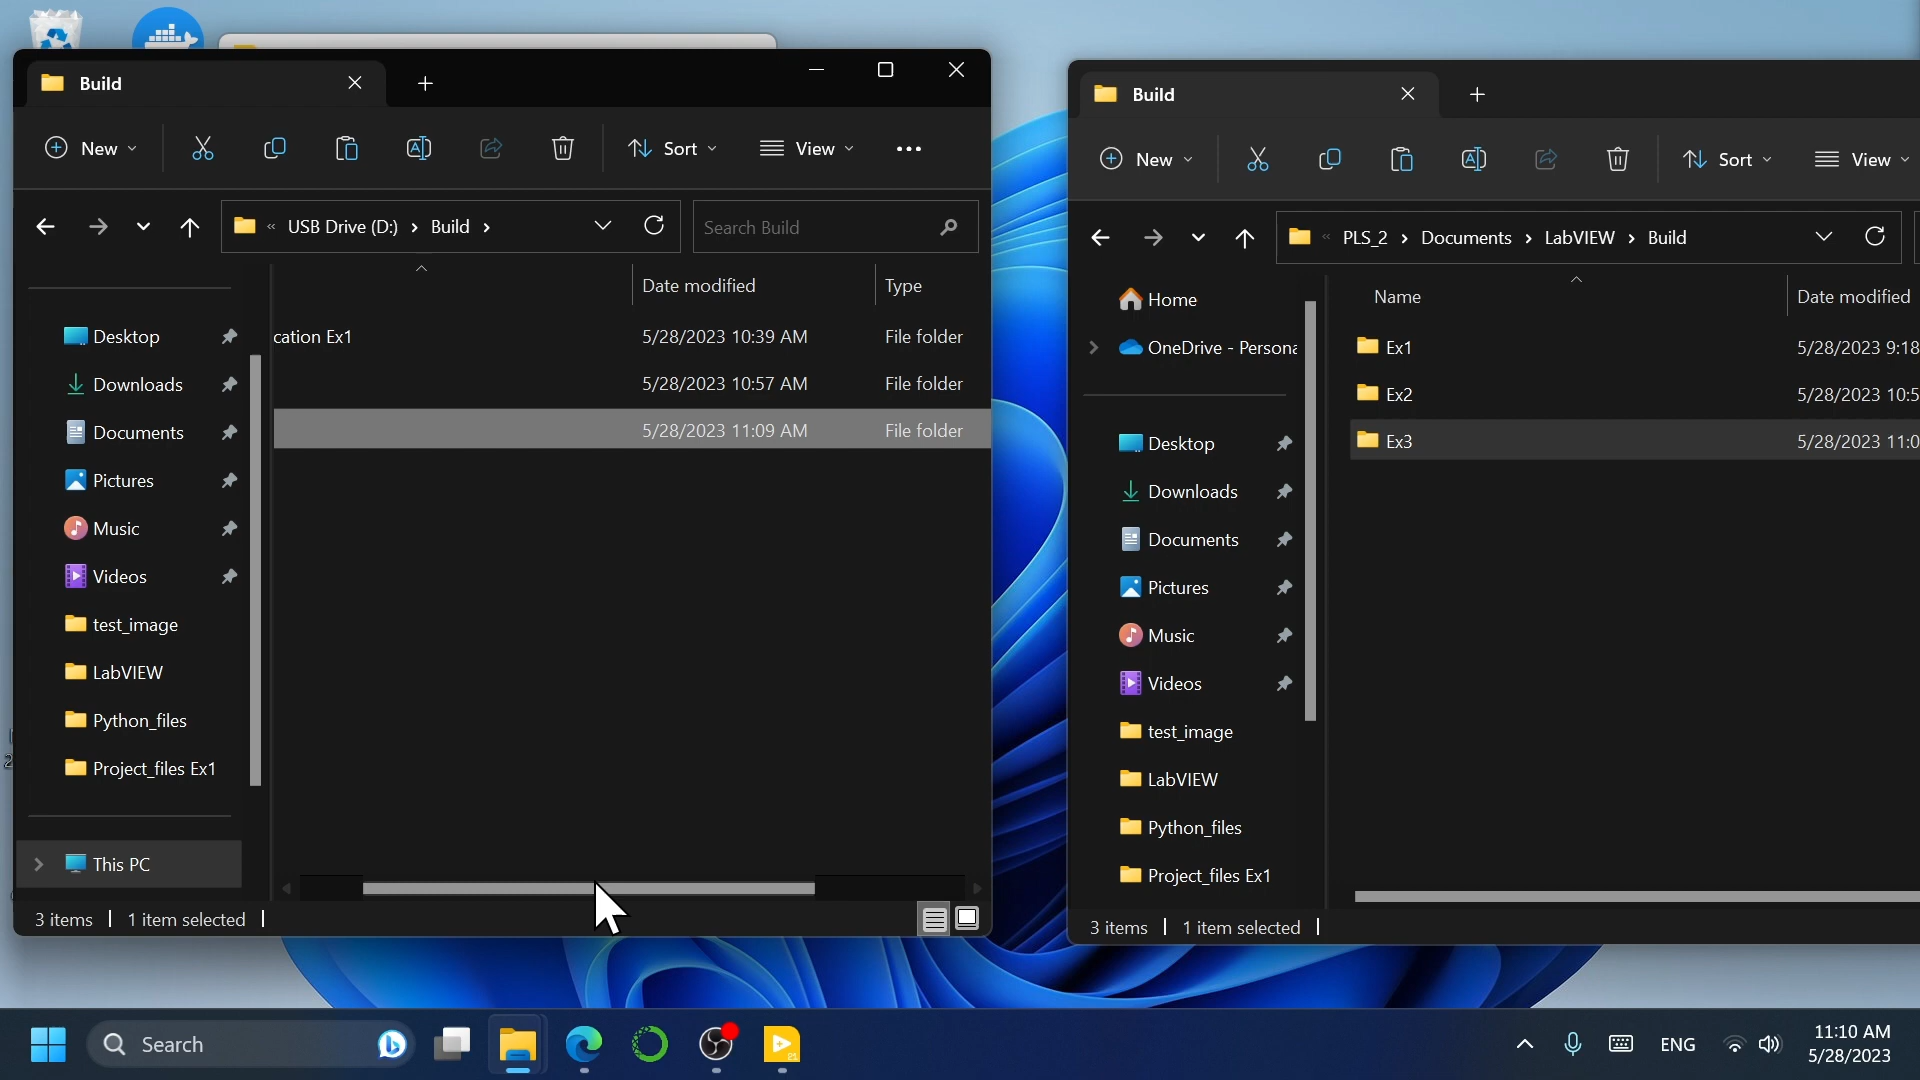 Build
New
Sort
View
USB Drive (D:) > Build >
Search Build
Date modified
Type
Desktop
Downloads
Documents
Pictures
Music
Videos
test_image
LabVIEW
Python_files
Project_files Ex1
This PC
cation Ex1 5/28/2023 10:39 AM File folder
5/28/2023 10:57 AM File folder
5/28/2023 11:09 AM File folder
3 items
1 item selected
Build
New
Sort
View
PLS_2 > Documents > LabVIEW > Build
Home
OneDrive - Persona
Desktop
Downloads
Documents
Pictures
Music
Videos
test_image
LabVIEW
Python_files
Project_files Ex1
Name
Date modified
Ex1 5/28/2023 9:18
Ex2 5/28/2023 10:5
Ex3 5/28/2023 11:0
3 items
1 item selected
Search
ENG
11:10 AM
5/28/2023